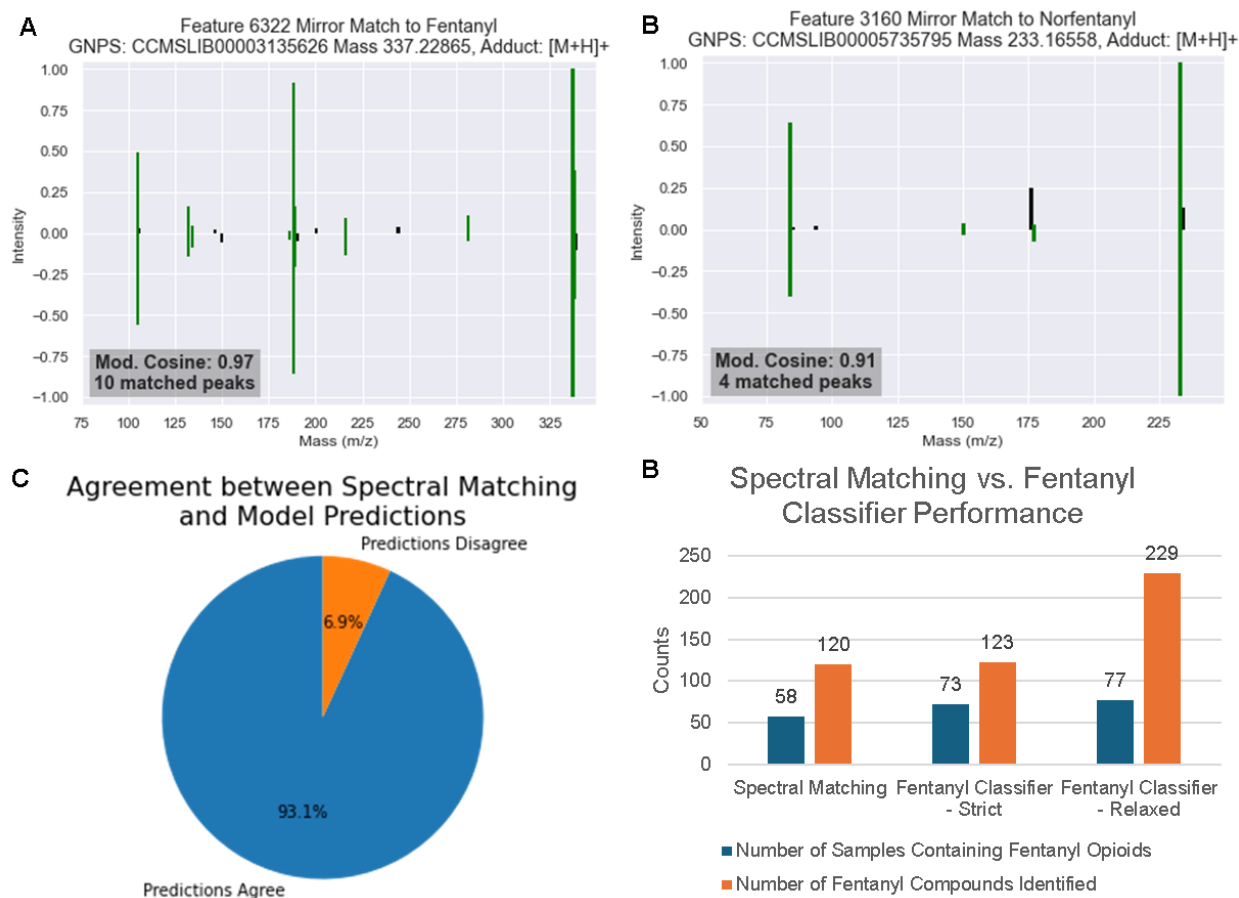 A
Feature 6322 Mirror Match to Fentanyl
GNPS: CCMSLIB00003135626 Mass 337.22865, Adduct: [M+H]+
1.00
0.75
0.50
0.25
0.00
−0.25
−0.50
−0.75
−1.00
Intensity
Mod. Cosine: 0.97
10 matched peaks
75 100 125 150 175 200 225 250 275 300 325
Mass (m/z)
B
Feature 3160 Mirror Match to Norfentanyl
GNPS: CCMSLIB00005735795 Mass 233.16558, Adduct: [M+H]+
1.00
0.75
0.50
0.25
0.00
−0.25
−0.50
−0.75
−1.00
Intensity
Mod. Cosine: 0.91
4 matched peaks
50 75 100 125 150 175 200 225
Mass (m/z)
C
Agreement between Spectral Matching
and Model Predictions
Predictions Disagree
6.9%
93.1%
Predictions Agree
B
Spectral Matching vs. Fentanyl
Classifier Performance
250
200
150
100
50
0
Counts
58
120
73
123
77
229
Spectral Matching
Fentanyl Classifier
- Strict
Fentanyl Classifier
- Relaxed
Number of Samples Containing Fentanyl Opioids
Number of Fentanyl Compounds Identified